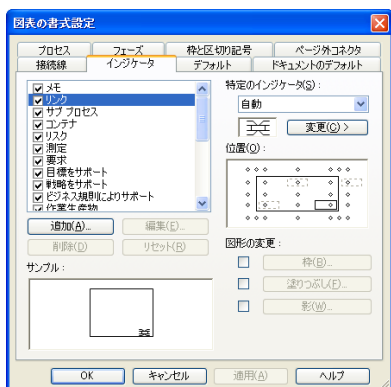 図表の書式設定
プロセス フェーズ 枠と区切り記号 ページ外コネクタ
接続線 インジケータ デフォルト ドキュメントのデフォルト
メモ
リンク
サブ プロセス
コンテナ
リスク
測定
要求
目標をサポート
戦略をサポート
ビジネス規則によりサポート
作業生産物
追加(A)... 編集(E)...
削除(D) リセット(R)
サンプル :
特定のインジケータ(S) :
自動
変更(C) >
位置(O) :
図形の変更 :
枠(B)...
塗りつぶし(F)...
影(W)...
OK キャンセル 適用(A) ヘルプ